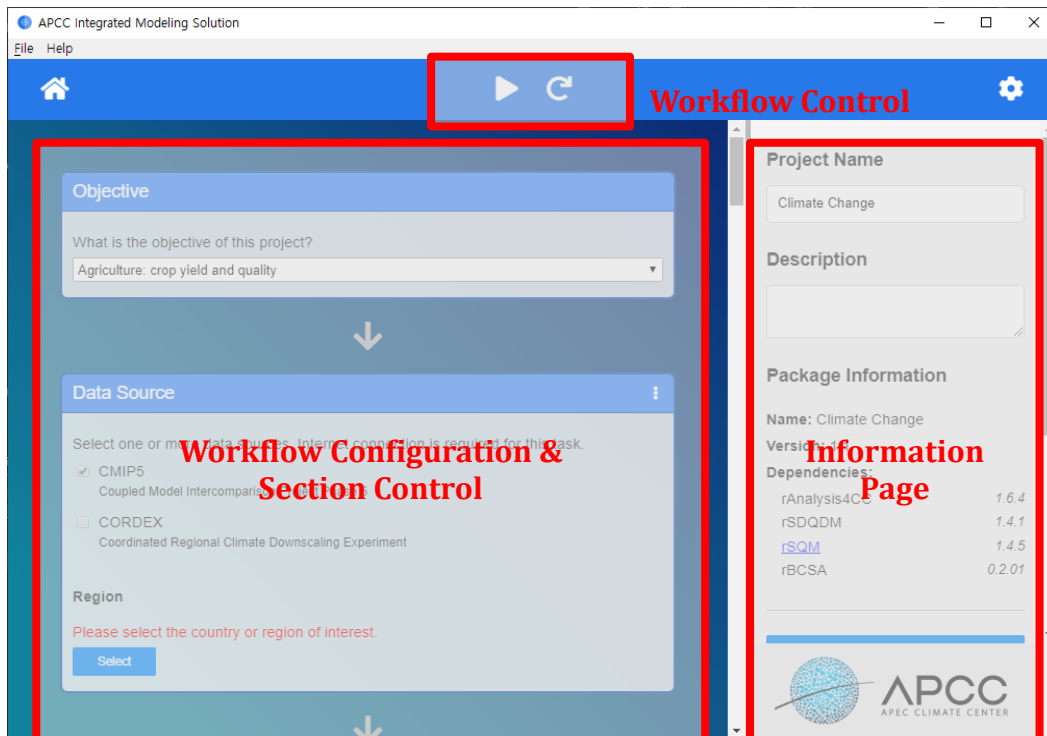 APCC Integrated Modeling Solution
File Help
Workflow Control
Objective
What is the objective of this project?
Agriculture: crop yield and quality
Data Source
Select one or more data sources. Internet connection is required for this task.
CMIP5
Coupled Model Intercomparison
CORDEX
Coordinated Regional Climate Downscaling Experiment
Region
Please select the country or region of interest.
Select
Workflow Configuration &
Section Control
Project Name
Climate Change
Description
Package Information
Name: Climate Change
Version:
Dependencies:
rAnalysis4CC 1.6.4
rSDQDM 1.4.1
rSQM 1.4.5
rBCSA 0.2.01
Information
Page
APCC
APEC CLIMATE CENTER